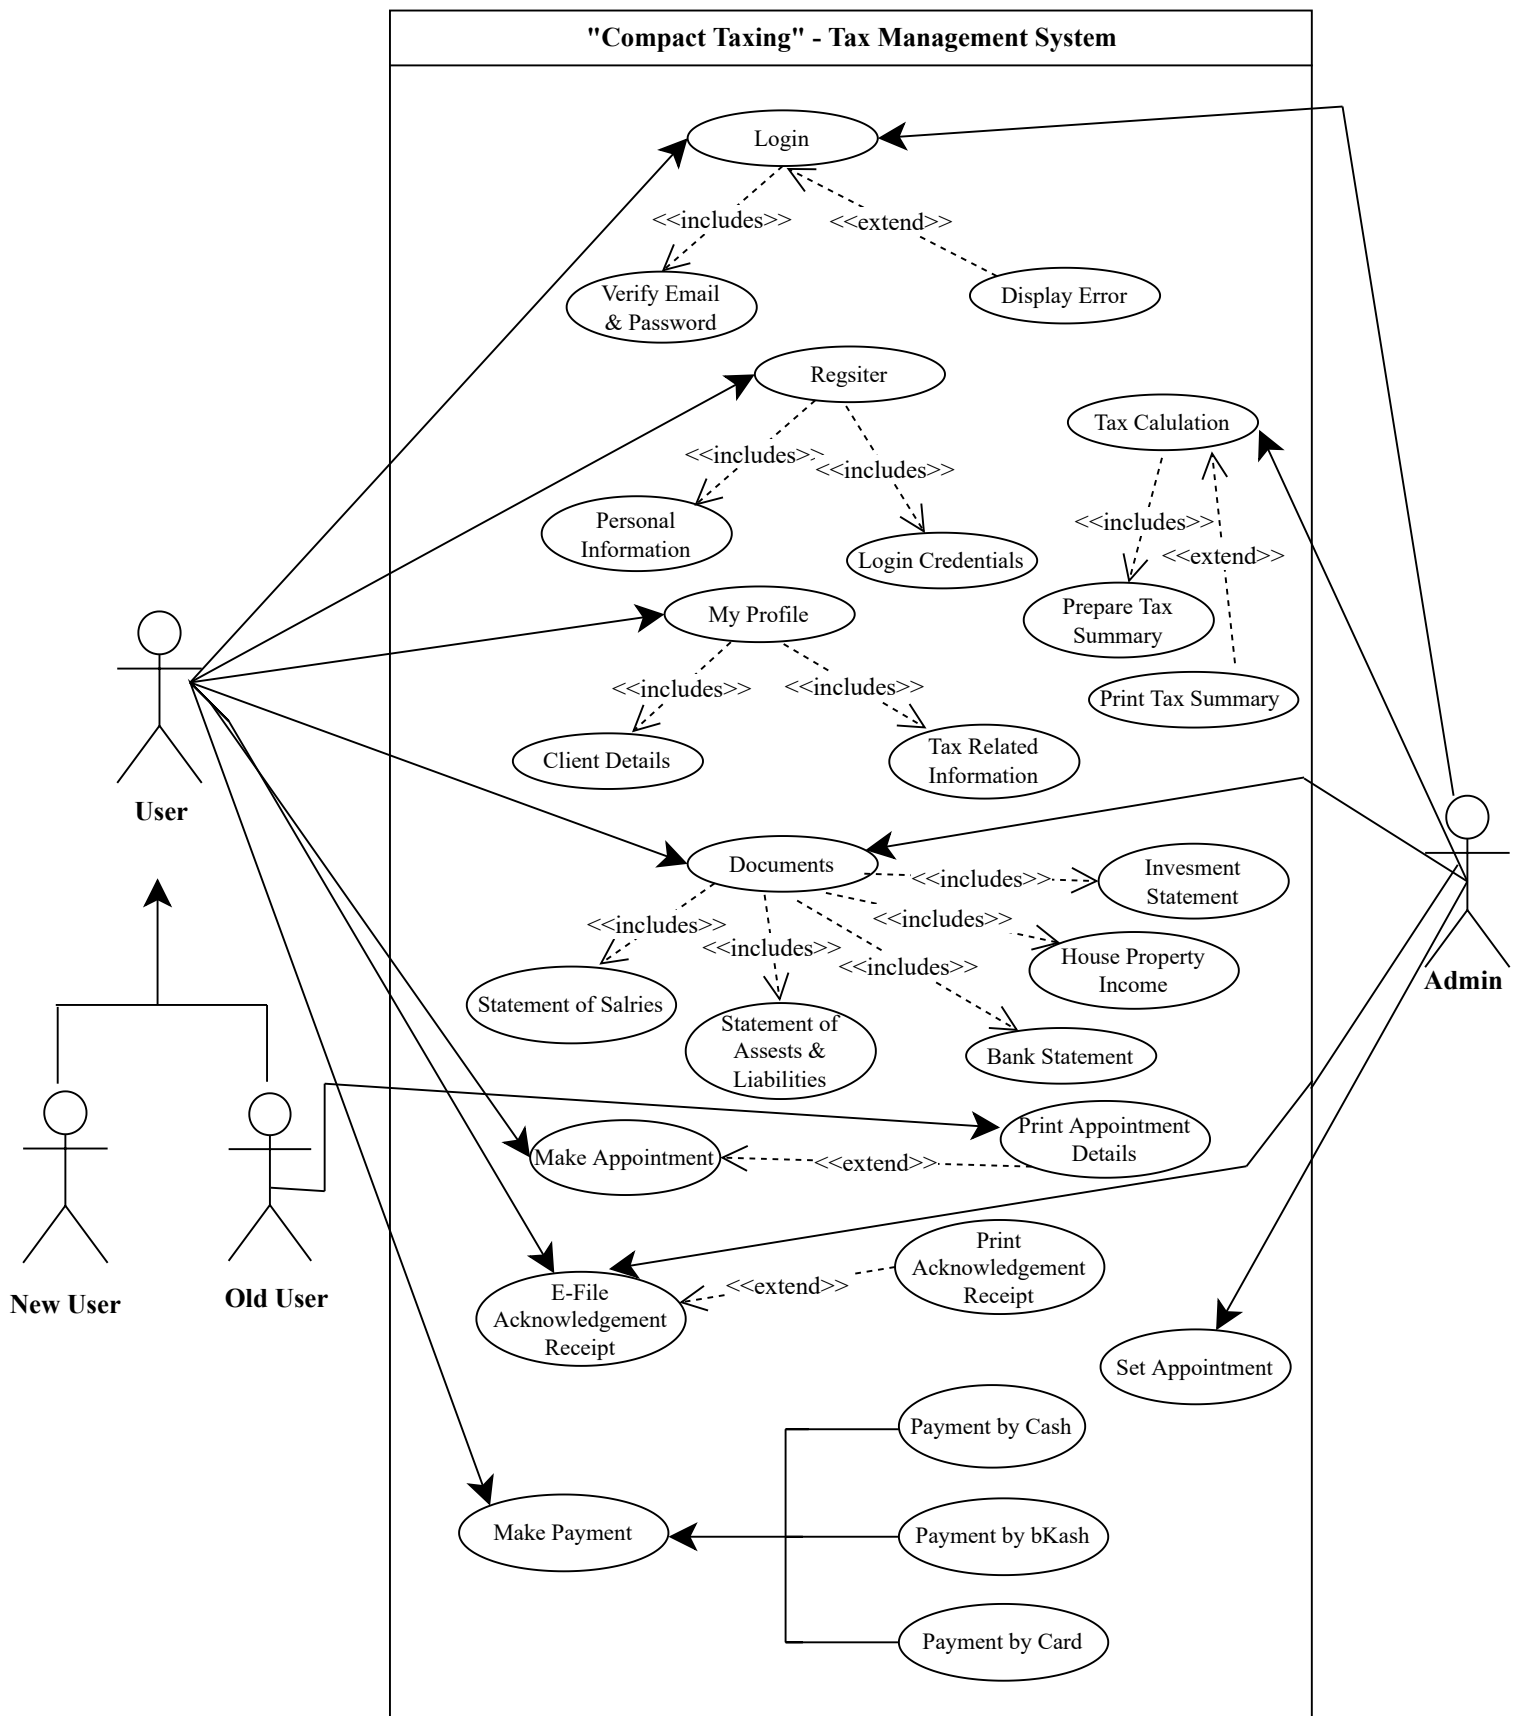 "Compact Taxing" - Tax Management System
Login
<<includes>>
<<extend>>
Verify Email
& Password
Display Error
Regsiter
Tax Calulation
<<includes>>
<<includes>>
Personal
Information
Login Credentials
<<includes>>
<<extend>>
Prepare Tax
Summary
My Profile
<<includes>>
<<includes>>
Print Tax Summary
Client Details
Tax Related
Information
User
Documents
<<includes>>
Invesment
Statement
<<includes>>
<<includes>>
<<includes>>
<<includes>>
House Property
Income
Admin
Statement of Salries
Statement of
Assests &
Liabilities
Bank Statement
Make Appointment
<<extend>>
Print Appointment
Details
New User
Old User
E-File
Acknowledgement
Receipt
<<extend>>
Print
Acknowledgement
Receipt
Set Appointment
Payment by Cash
Make Payment
Payment by bKash
Payment by Card